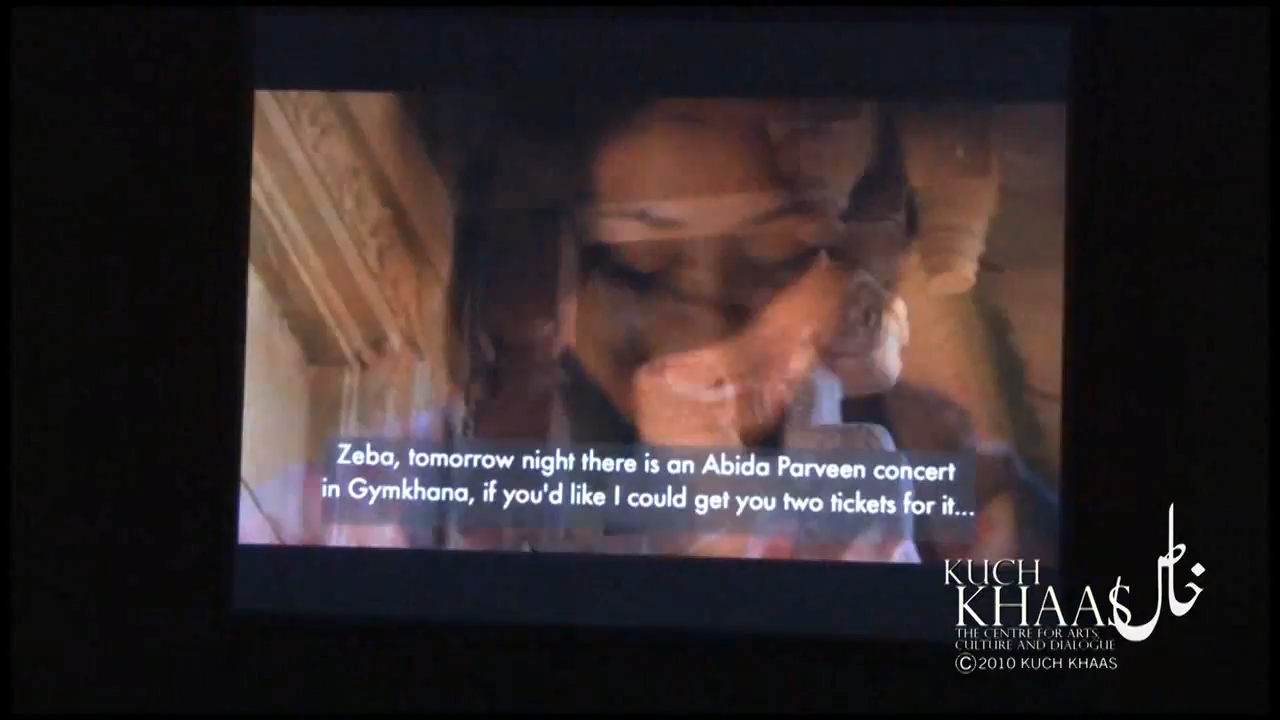 Zeba, tomorrow night there is an Abida Parveen concert
in Gymkhana, if you'd like I could get you two tickets for it...
KUCH
KHAAS
خاص
THE CENTRE FOR ARTS,
CULTURE AND DIALOGUE
©2010 KUCH KHAAS